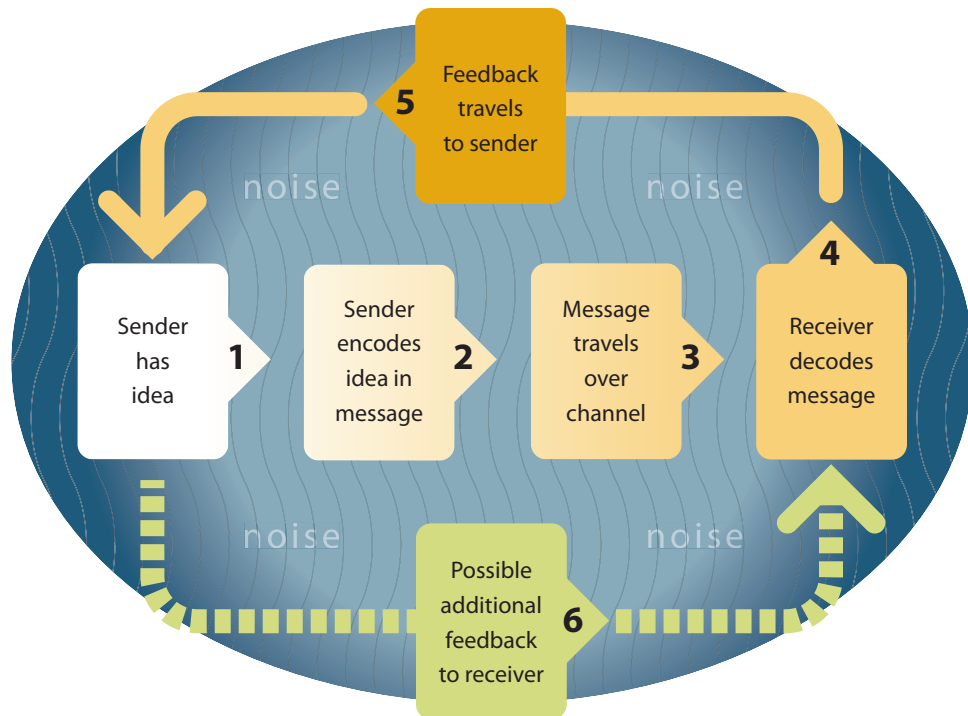 Feedback
travels
to sender
5
noise
noise
4
Sender
has
idea
1
Sender
encodes
idea in
message
2
Message
travels
over
channel
3
Receiver
decodes
message
noise
noise
Possible
additional
feedback
to receiver
6